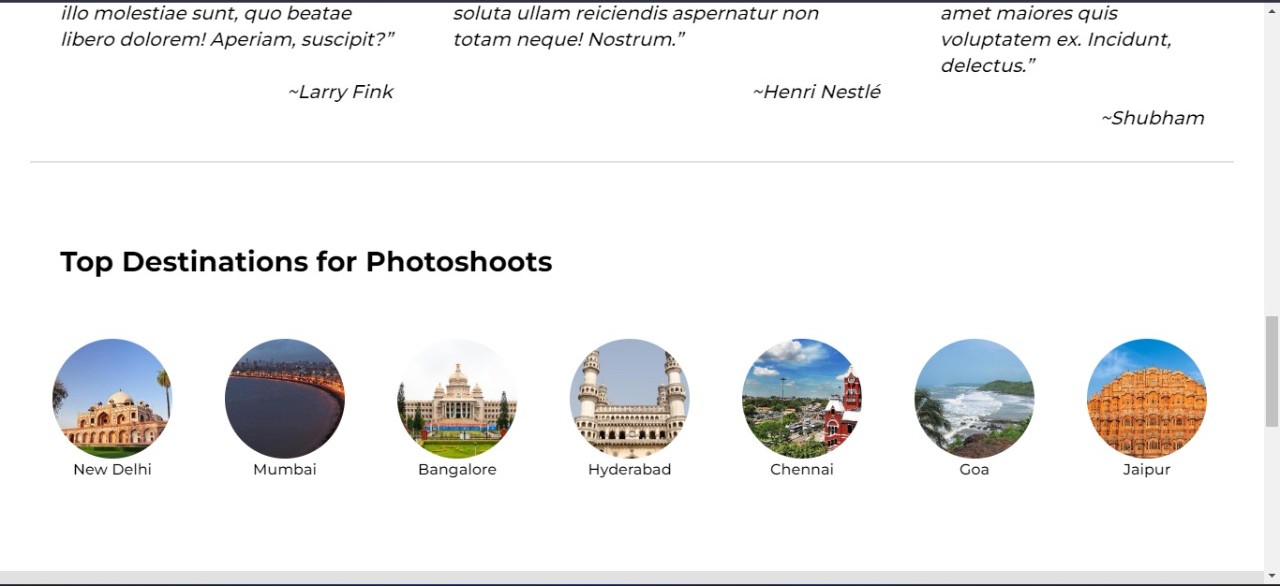 illo molestiae sunt, quo beatae
libero dolorem! Aperiam, suscipit?”
~Larry Fink
soluta ullam reiciendis aspernatur non
totam neque! Nostrum.”
~Henri Nestlé
amet maiores quis
voluptatem ex. Incidunt,
delectus.”
~Shubham
Top Destinations for Photoshoots
New Delhi
Mumbai
Bangalore
Hyderabad
Chennai
Goa
Jaipur